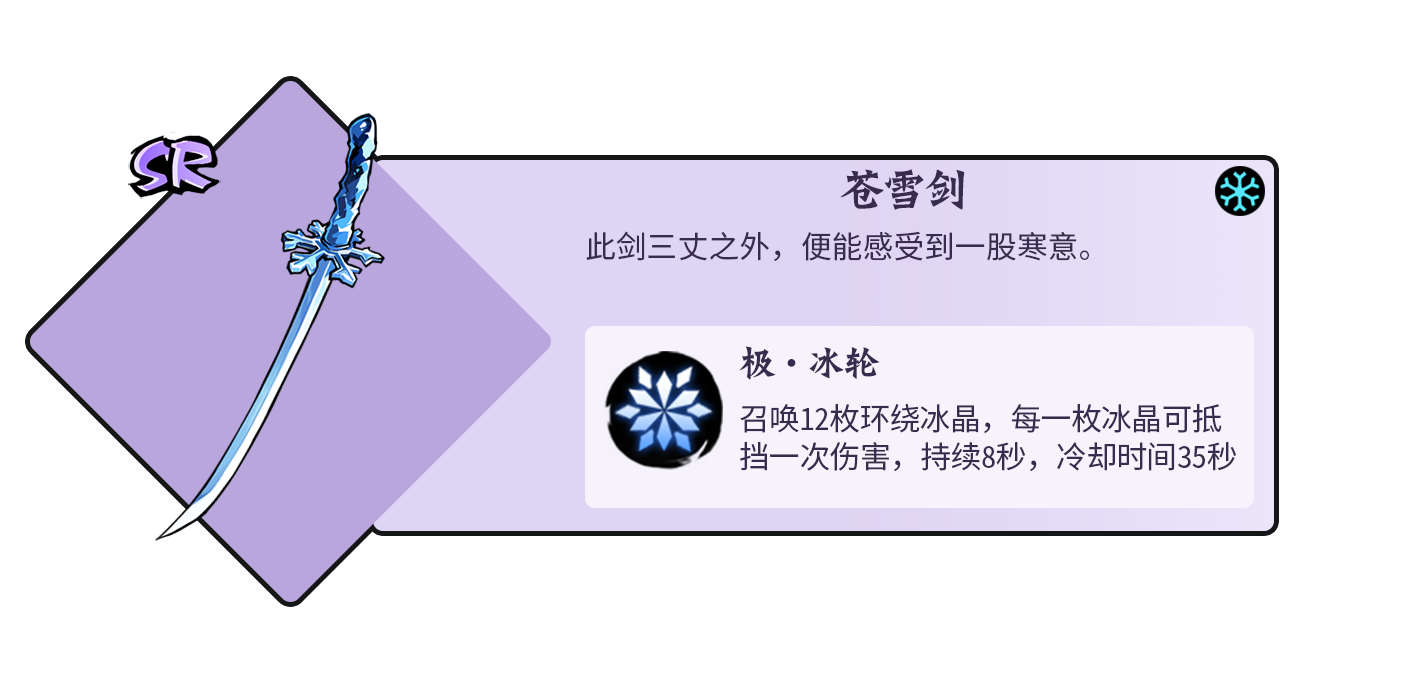 SR
苍雪剑
此剑三丈之外，便能感受到一股寒意。
极·冰轮
召唤12枚环绕冰晶，每一枚冰晶可抵
挡一次伤害，持续8秒，冷却时间35秒